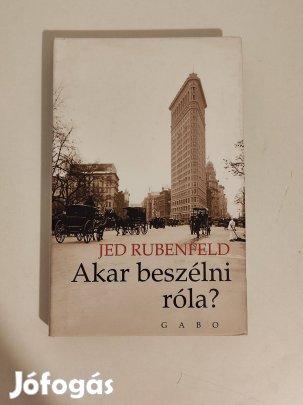 JED RUBENFELD
Akar beszélni
róla?
GABO
Jófogás